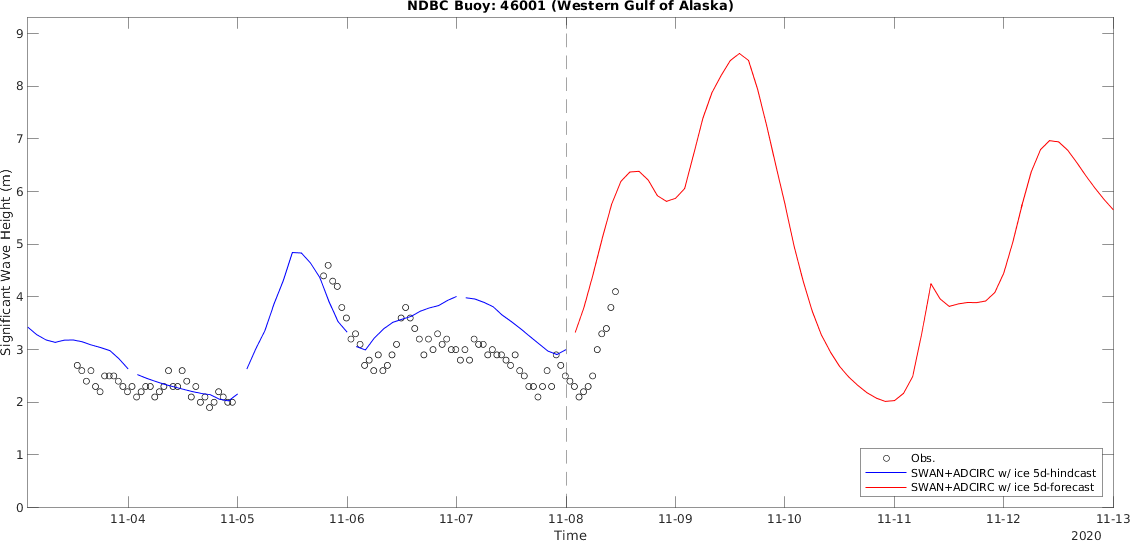 NDBC Buoy: 46001 (Western Gulf of Alaska)
Significant Wave Height (m)
9
8
7
6
5
4
3
2
1
0
Obs.
SWAN+ADCIRC w/ ice 5d-hindcast
SWAN+ADCIRC w/ ice 5d-forecast
11-04 11-05 11-06 11-07 11-08 11-09 11-10 11-11 11-12 11-13
Time
2020